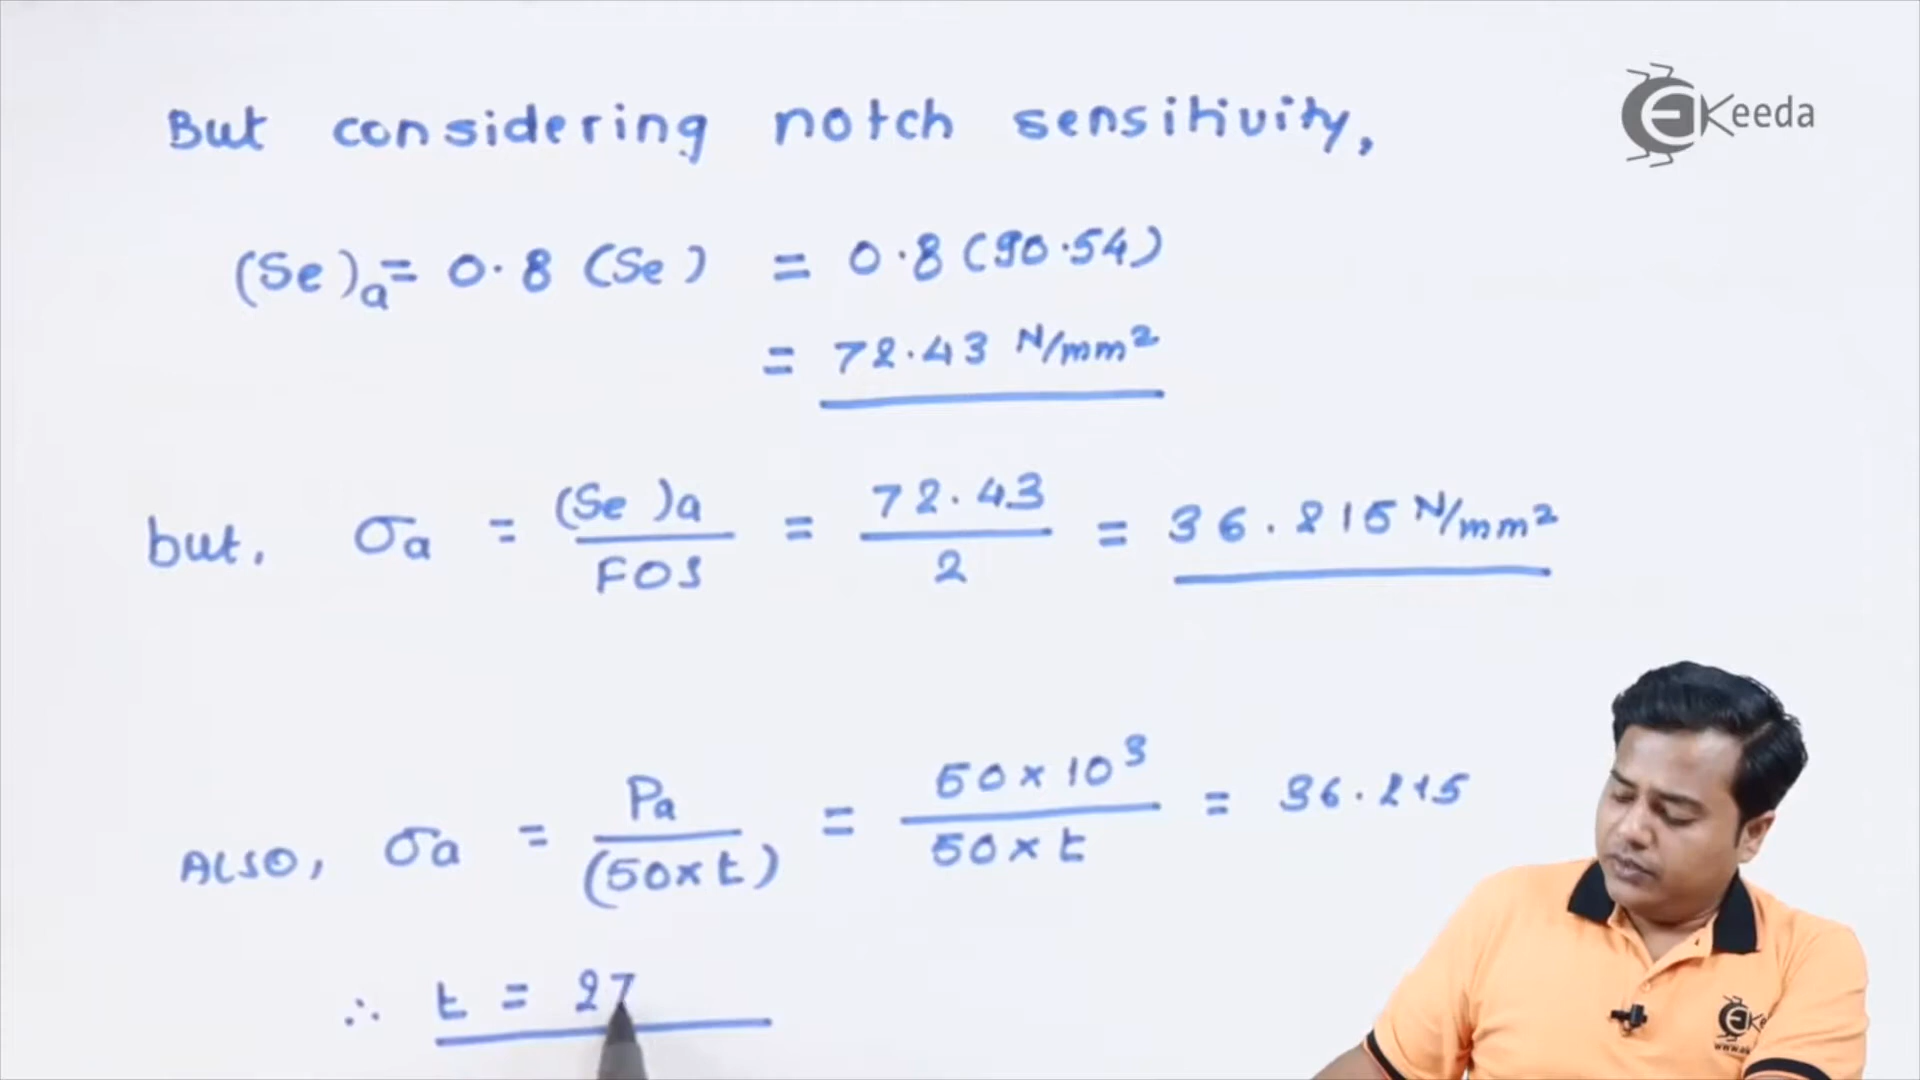 EKeeda
But considering notch sensitivity,
(Se)a = 0.8 (Se) = 0.8 (90.54)
= 72.43 N/mm²
but, σa = (Se)a / FOS = 72.43 / 2 = 36.215 N/mm²
ALSO, σa = Pa / (50×t) = 50×10³ / 50×t = 36.215
∴ t = 27